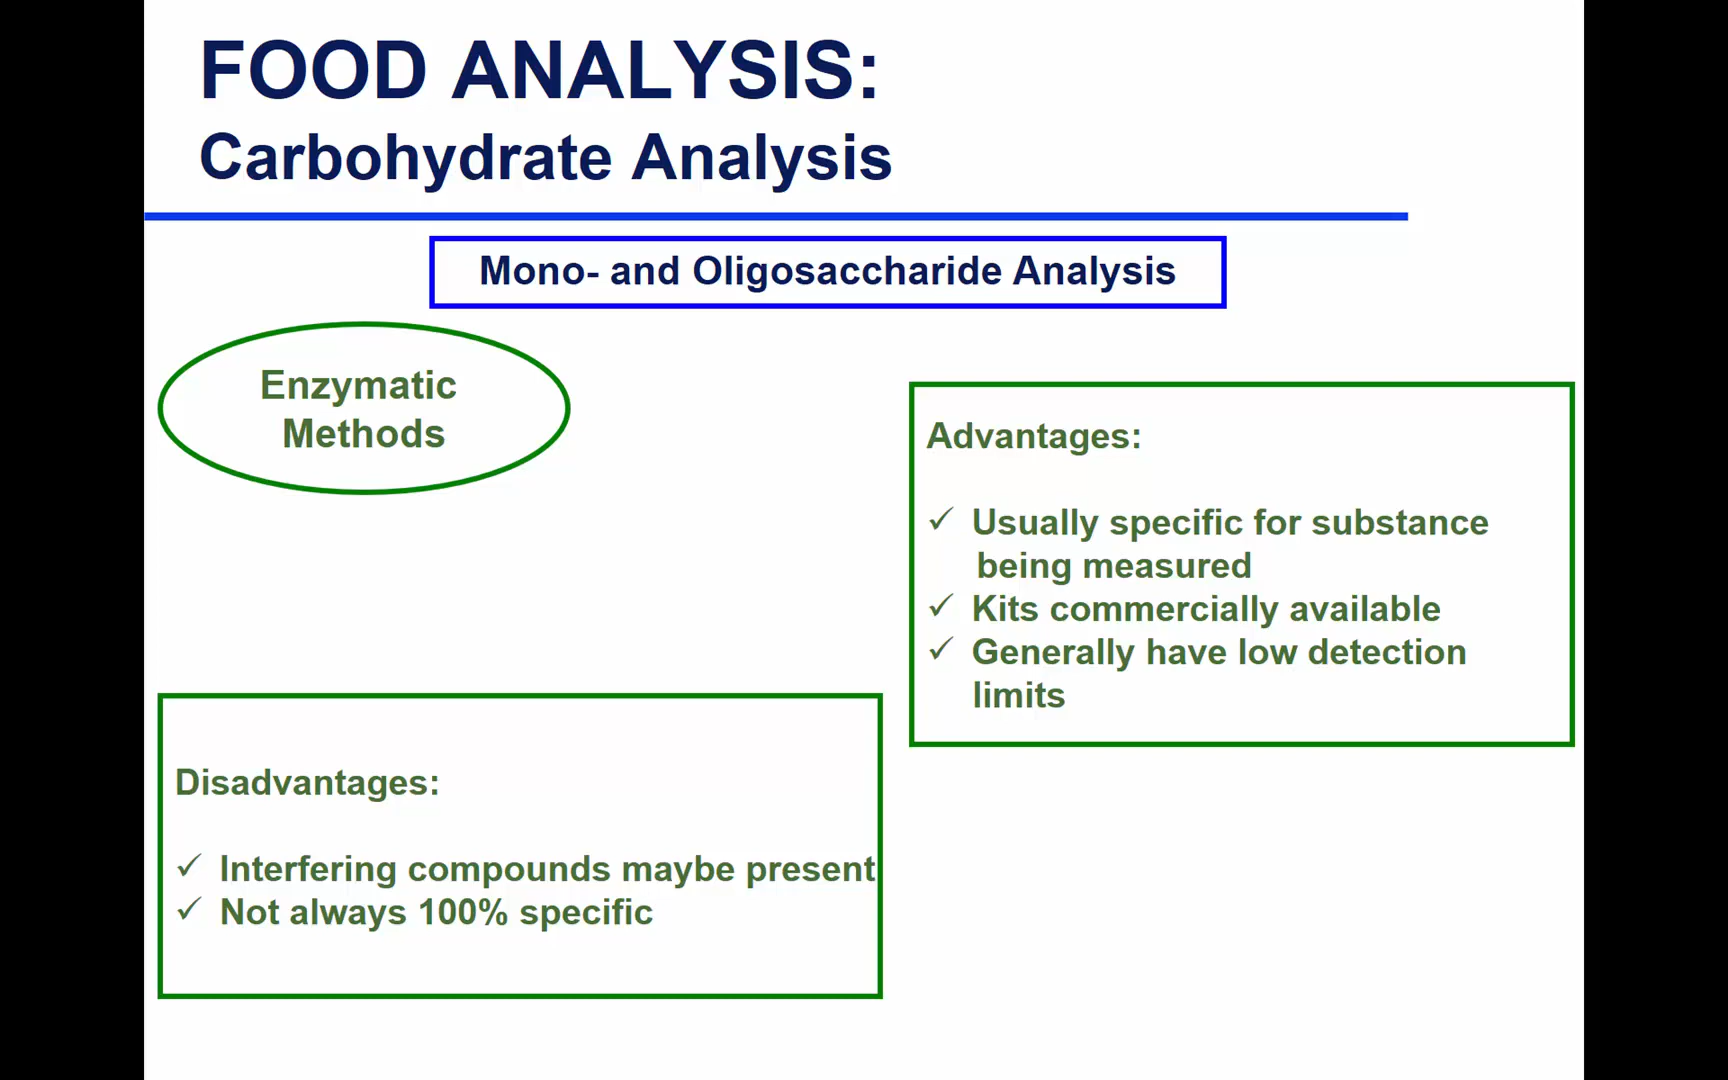 FOOD ANALYSIS:
Carbohydrate Analysis
Mono- and Oligosaccharide Analysis
Enzymatic
Methods
Advantages:
✓ Usually specific for substance
being measured
✓ Kits commercially available
✓ Generally have low detection
limits
Disadvantages:
✓ Interfering compounds maybe present
✓ Not always 100% specific